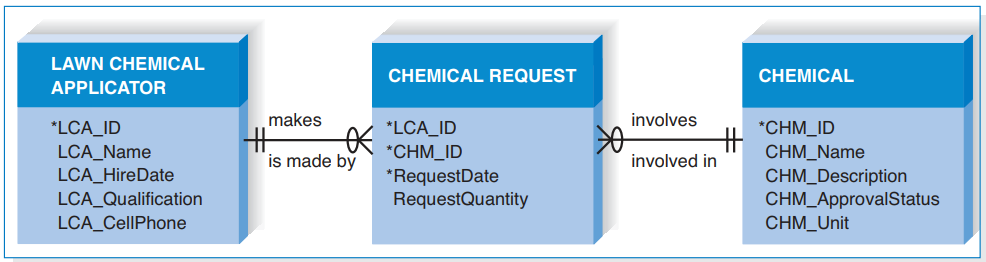 LAWN CHEMICAL
APPLICATOR
*LCA_ID
LCA_Name
LCA_HireDate
LCA_Qualification
LCA_CellPhone
makes
is made by
CHEMICAL REQUEST
*LCA_ID
*CHM_ID
*RequestDate
RequestQuantity
involves
involved in
CHEMICAL
*CHM_ID
CHM_Name
CHM_Description
CHM_ApprovalStatus
CHM_Unit